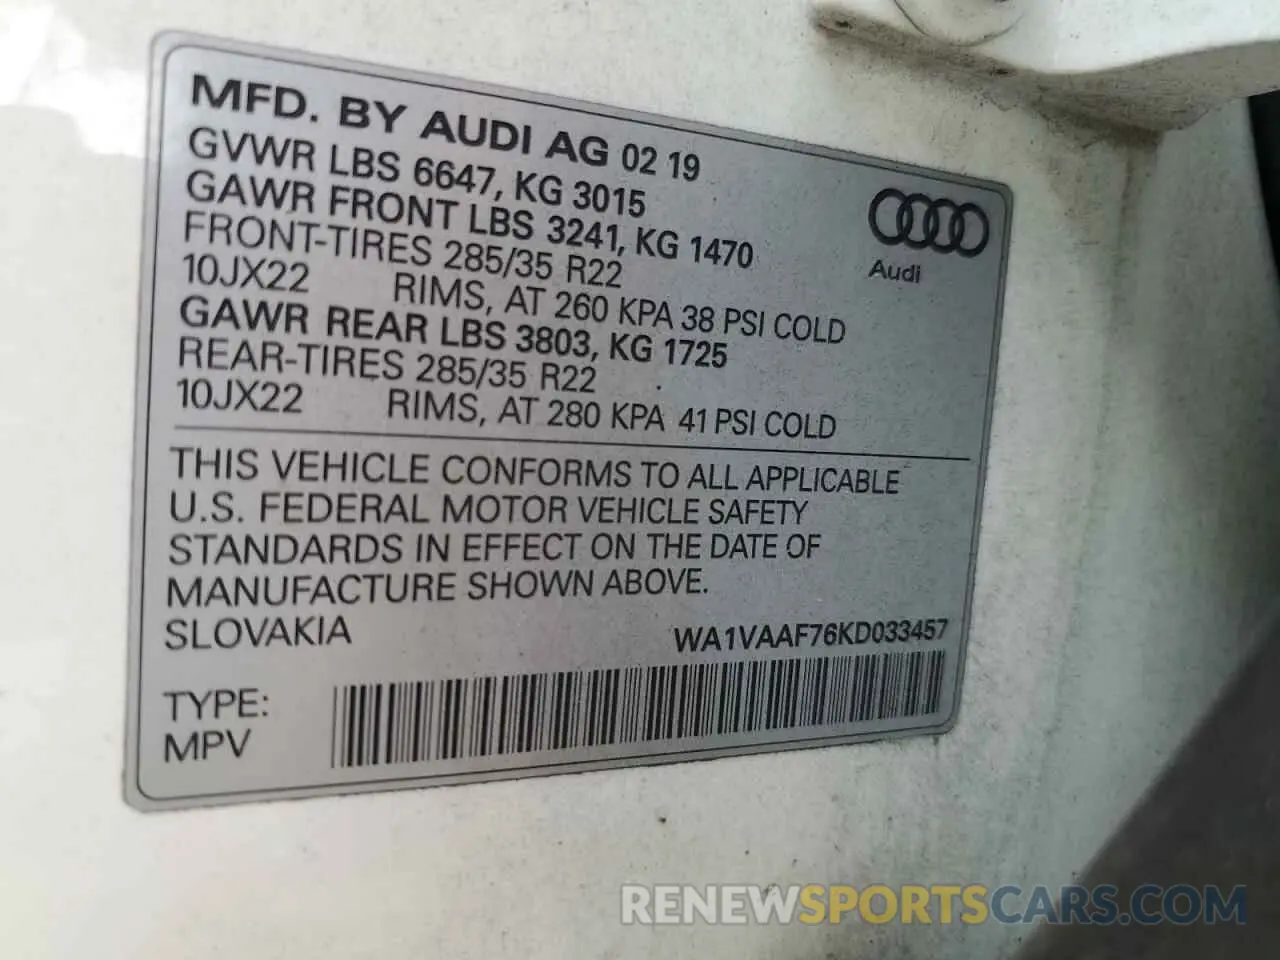 MFD. BY AUDI AG 02 19
GVWR LBS 6647, KG 3015
GAWR FRONT LBS 3241, KG 1470
FRONT-TIRES 285/35 R22
10JX22 RIMS, AT 260 KPA 38 PSI COLD
GAWR REAR LBS 3803, KG 1725
REAR-TIRES 285/35 R22
10JX22 RIMS, AT 280 KPA 41 PSI COLD
Audi
THIS VEHICLE CONFORMS TO ALL APPLICABLE
U.S. FEDERAL MOTOR VEHICLE SAFETY
STANDARDS IN EFFECT ON THE DATE OF
MANUFACTURE SHOWN ABOVE.
SLOVAKIA WA1VAAF76KD033457
TYPE:
MPV
RENEWSPORTSCARS.COM